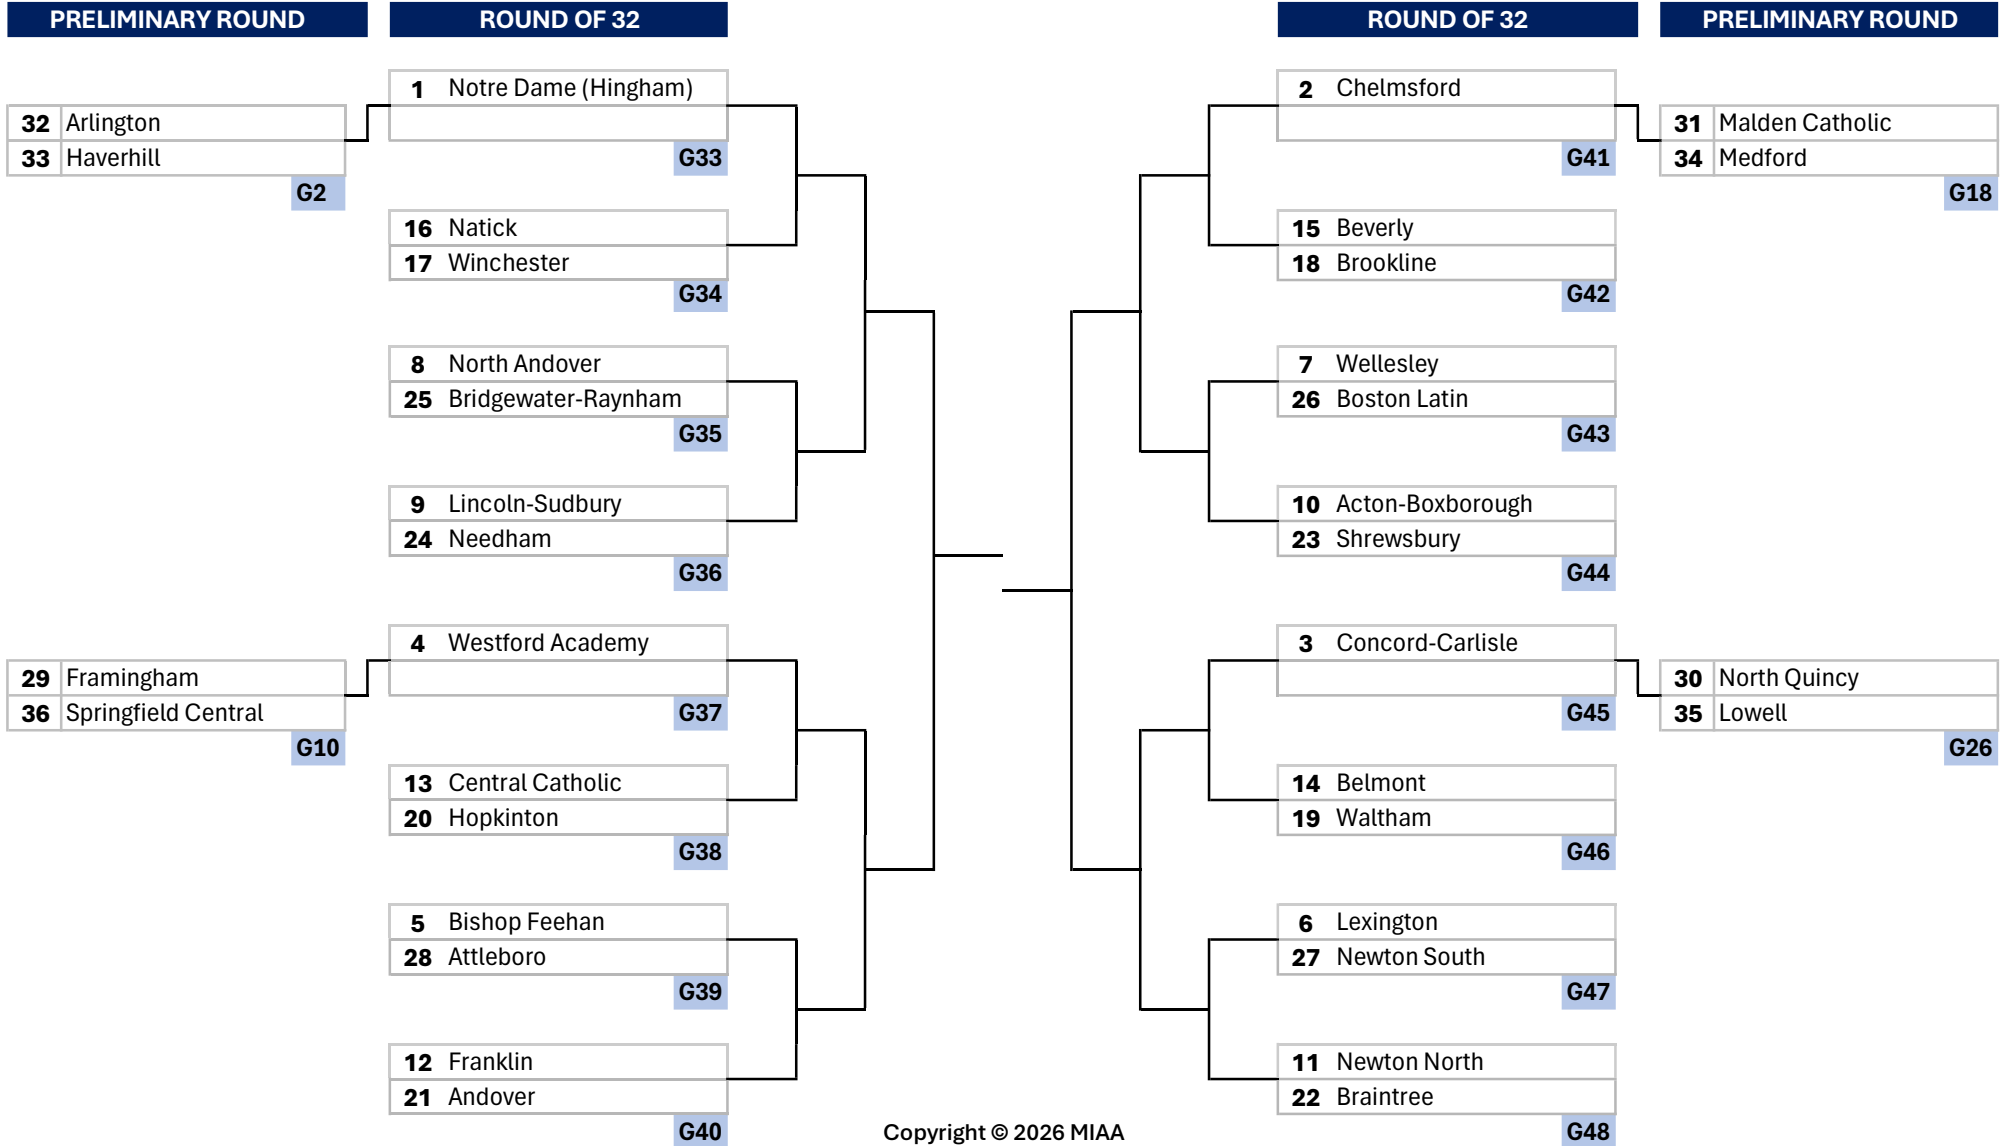 PRELIMINARY ROUND
ROUND OF 32
ROUND OF 32
PRELIMINARY ROUND
32 Arlington
33 Haverhill
G2
29 Framingham
36 Springfield Central
G10
1 Notre Dame (Hingham)
G33
16 Natick
17 Winchester
G34
8 North Andover
25 Bridgewater-Raynham
G35
9 Lincoln-Sudbury
24 Needham
G36
4 Westford Academy
G37
13 Central Catholic
20 Hopkinton
G38
5 Bishop Feehan
28 Attleboro
G39
12 Franklin
21 Andover
G40
2 Chelmsford
G41
15 Beverly
18 Brookline
G42
7 Wellesley
26 Boston Latin
G43
10 Acton-Boxborough
23 Shrewsbury
G44
3 Concord-Carlisle
G45
14 Belmont
19 Waltham
G46
6 Lexington
27 Newton South
G47
11 Newton North
22 Braintree
G48
31 Malden Catholic
34 Medford
G18
30 North Quincy
35 Lowell
G26
Copyright © 2026 MIAA